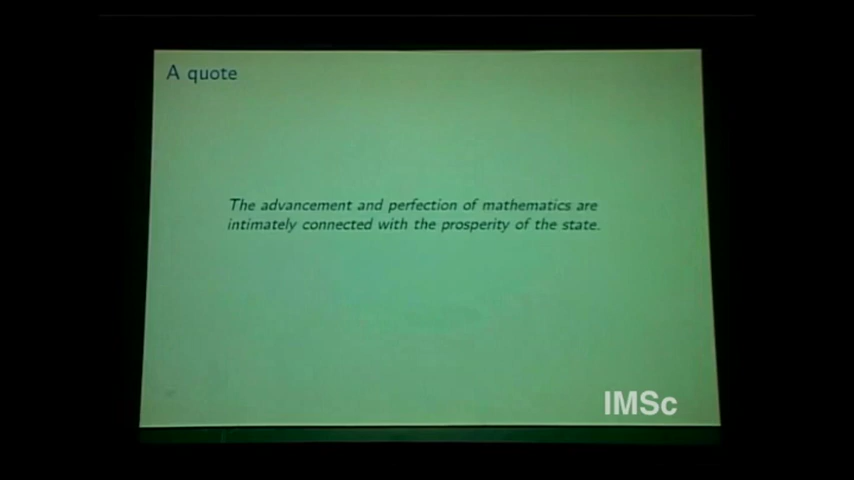 A quote
The advancement and perfection of mathematics are
intimately connected with the prosperity of the state.
IMSc